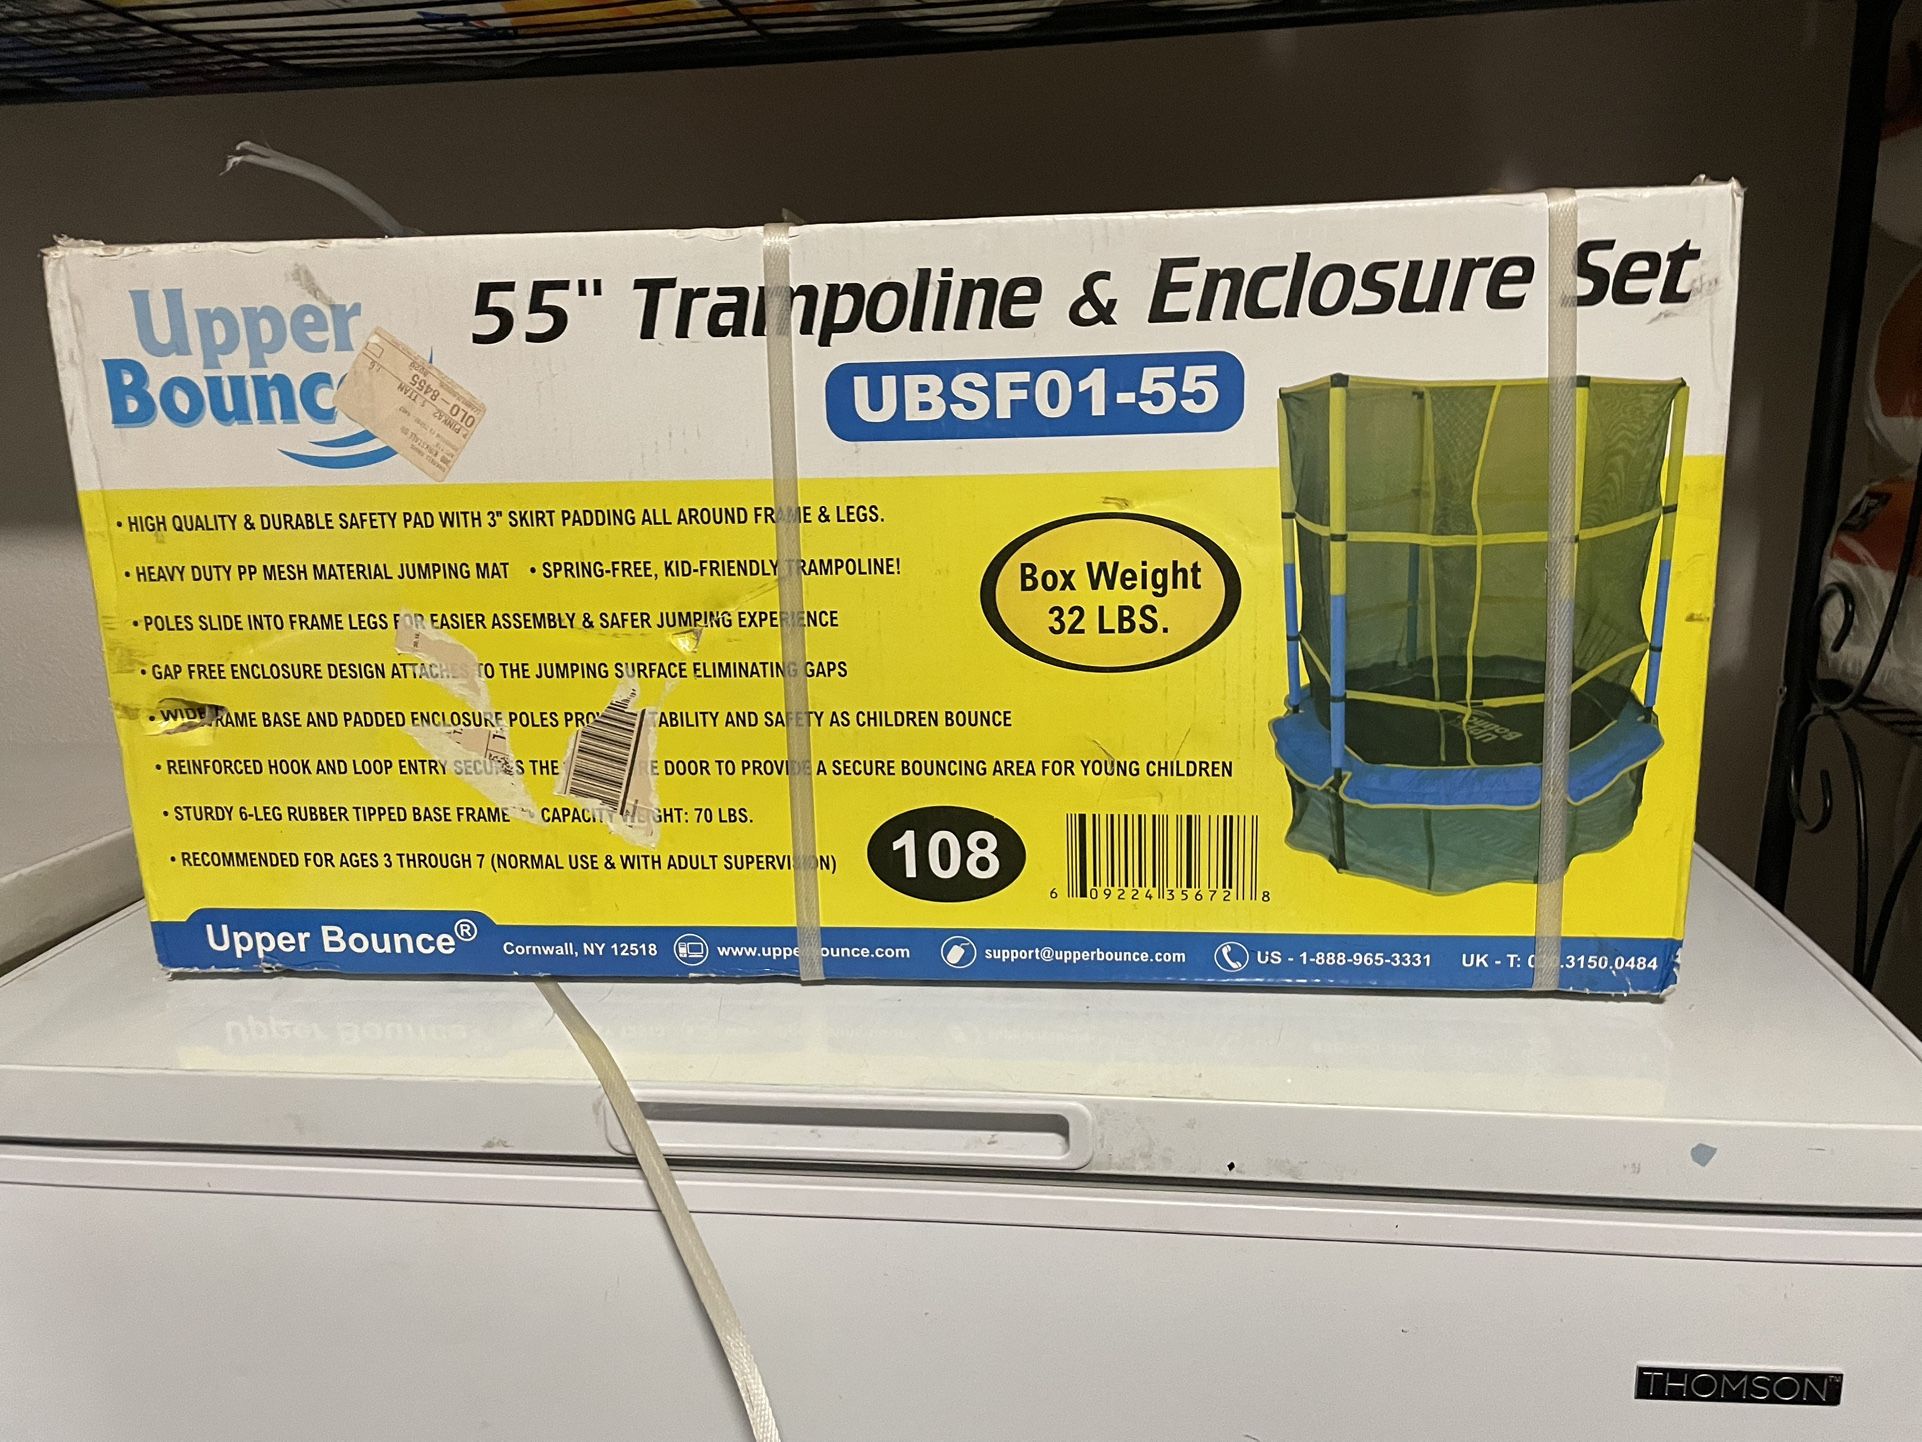 Upper
Bounc
55" Trampoline & Enclosure Set
UBSF01-55
OLO-8455
• HIGH QUALITY & DURABLE SAFETY PAD WITH 3" SKIRT PADDING ALL AROUND FRAME & LEGS.
• HEAVY DUTY PP MESH MATERIAL JUMPING MAT • SPRING-FREE, KID-FRIENDLY TRAMPOLINE!
• POLES SLIDE INTO FRAME LEGS FOR EASIER ASSEMBLY & SAFER JUMPING EXPERIENCE
• GAP FREE ENCLOSURE DESIGN ATTACHES TO THE JUMPING SURFACE ELIMINATING GAPS
• WIDE FRAME BASE AND PADDED ENCLOSURE POLES PROV TABILITY AND SAFETY AS CHILDREN BOUNCE
• REINFORCED HOOK AND LOOP ENTRY SECURES THE RE DOOR TO PROVIDE A SECURE BOUNCING AREA FOR YOUNG CHILDREN
• STURDY 6-LEG RUBBER TIPPED BASE FRAME CAPACITY WEIGHT: 70 LBS.
• RECOMMENDED FOR AGES 3 THROUGH 7 (NORMAL USE & WITH ADULT SUPERVISION)
Box Weight
32 LBS.
108
6 09224 35672 8
Upper Bounce® Cornwall, NY 12518 www.upperbounce.com support@upperbounce.com US - 1-888-965-3331 UK - T: 0 .3150.0484
THOMSON™